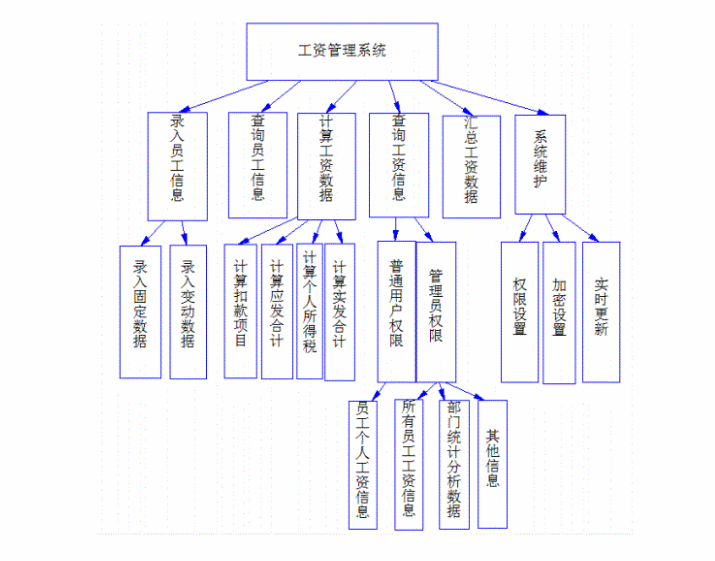 工资管理系统
录入员工信息
查询员工信息
计算工资数据
查询工资信息
汇总工资数据
系统维护
录入固定数据
录入变动数据
计算扣款项目
计算应发合计
计算个人所得税
计算实发合计
普通用户权限
管理员权限
权限设置
加密设置
实时更新
员工个人工资信息
所有员工工资信息
部门统计分析数据
其他信息